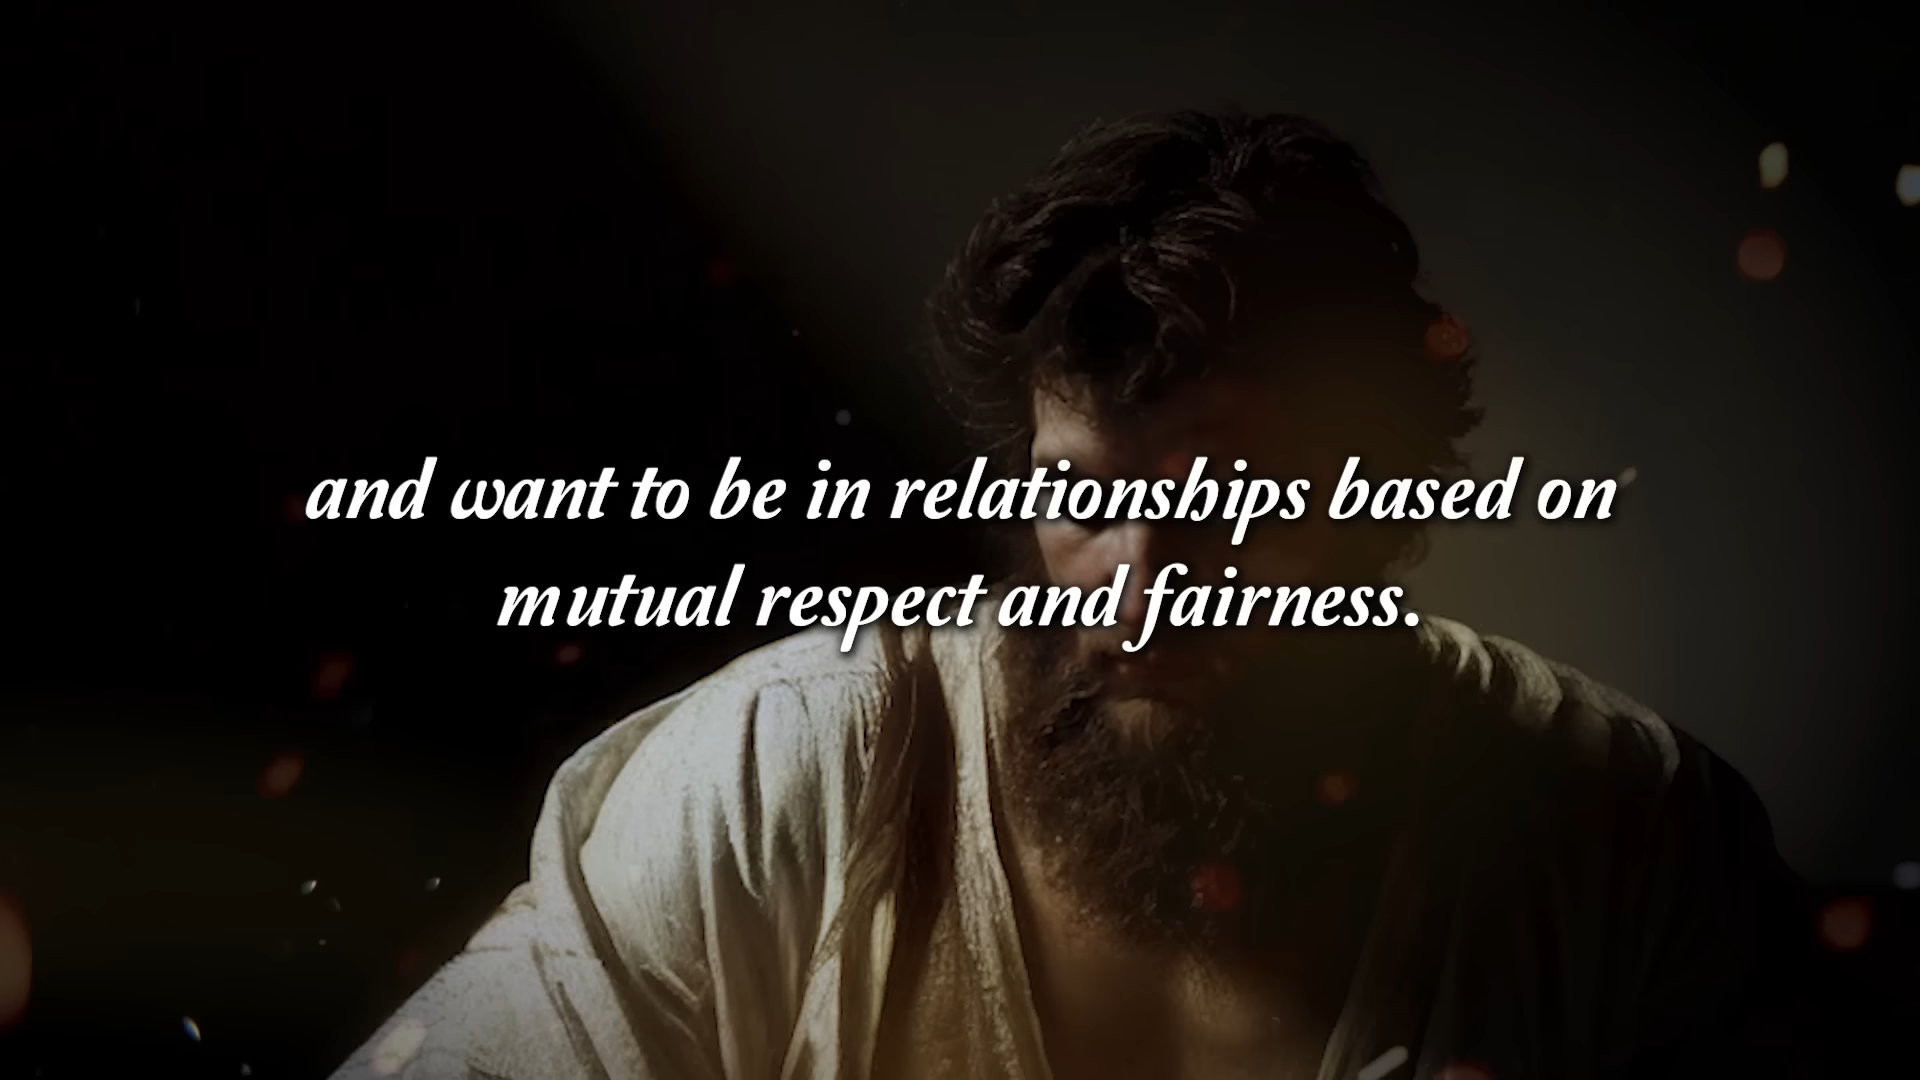 and want to be in relationships based on
mutual respect and fairness.